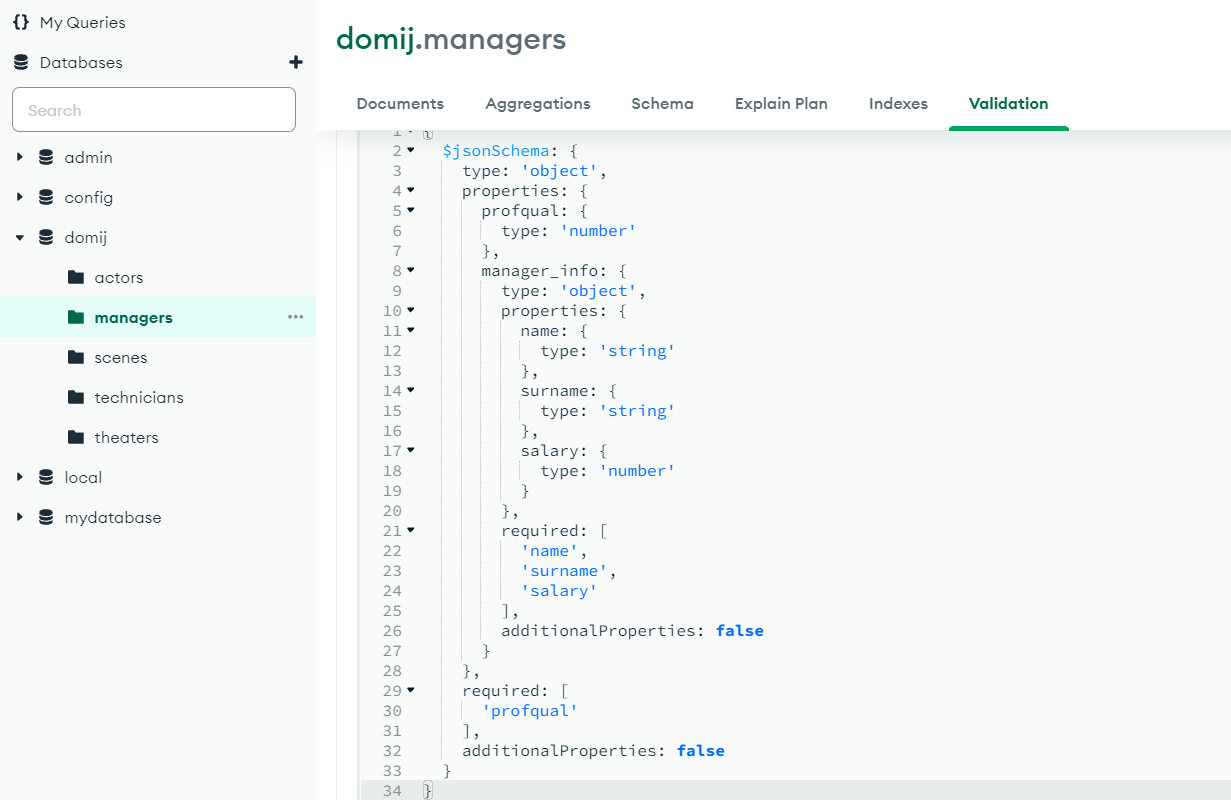 My Queries
Databases
Search
admin
config
domij
actors
managers
scenes
technicians
theaters
local
mydatabase
domij.managers
Documents Aggregations Schema Explain Plan Indexes Validation
1 {
2 $jsonSchema: {
3 type: 'object',
4 properties: {
5 profqual: {
6 type: 'number'
7 },
8 manager_info: {
9 type: 'object',
10 properties: {
11 name: {
12 type: 'string'
13 },
14 surname: {
15 type: 'string'
16 },
17 salary: {
18 type: 'number'
19 }
20 },
21 required: [
22 'name',
23 'surname',
24 'salary'
25 ],
26 additionalProperties: false
27 }
28 },
29 required: [
30 'profqual'
31 ],
32 additionalProperties: false
33 }
34 }